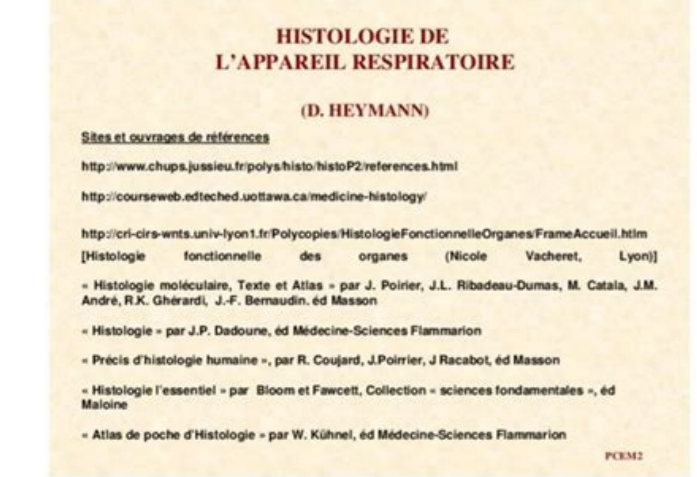 HISTOLOGIE DE
L'APPAREIL RESPIRATOIRE
(D. HEYMANN)
Sites et ouvrages de références
http://www.chups.jussieu.fr/polys/histo/histoP2/references.html
http://courseweb.edteched.uottawa.ca/medicine-histology/
http://cri-cirs-wnts.univ-lyon1.fr/Polycopies/HistologieFonctionnelleOrganes/FrameAccueil.htlm
[Histologie fonctionnelle des organes (Nicole Vacheret, Lyon)]
« Histologie moléculaire, Texte et Atlas » par J. Poirier, J.L. Ribadeau-Dumas, M. Catala, J.M.
André, R.K. Ghérardi, J.-F. Bernaudin. éd Masson
« Histologie » par J.P. Dadoune, éd Médecine-Sciences Flammarion
« Précis d'histologie humaine », par R. Coujard, J.Poirrier, J Racabot, éd Masson
« Histologie l'essentiel » par Bloom et Fawcett, Collection « sciences fondamentales », éd
Maloine
« Atlas de poche d'Histologie » par W. Kühnel, éd Médecine-Sciences Flammarion
PCEM2